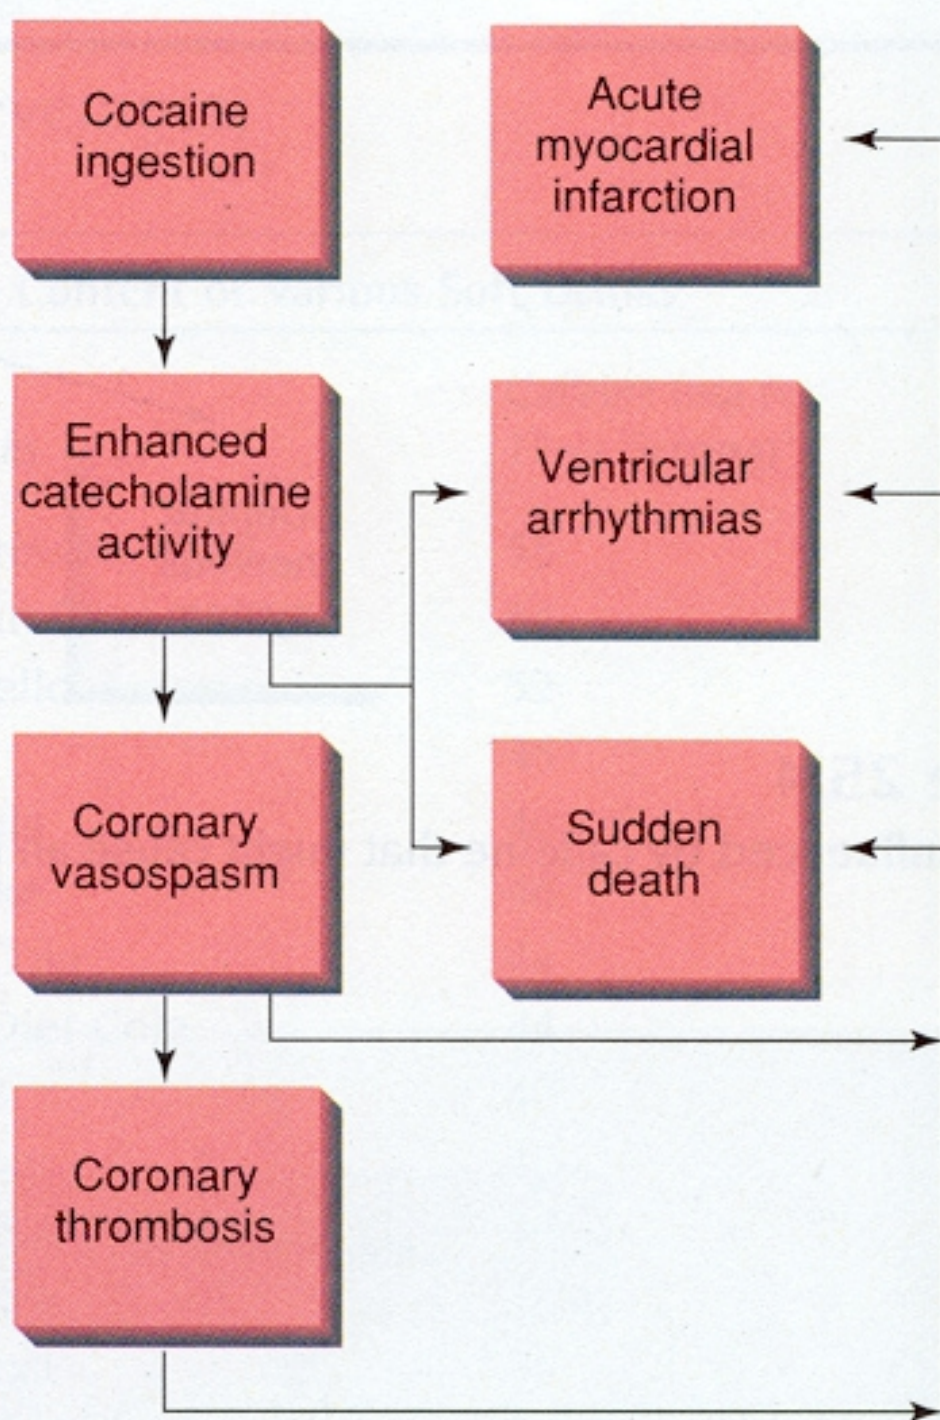 Cocaine
ingestion
Acute
myocardial
infarction
Enhanced
catecholamine
activity
Ventricular
arrhythmias
Coronary
vasospasm
Sudden
death
Coronary
thrombosis